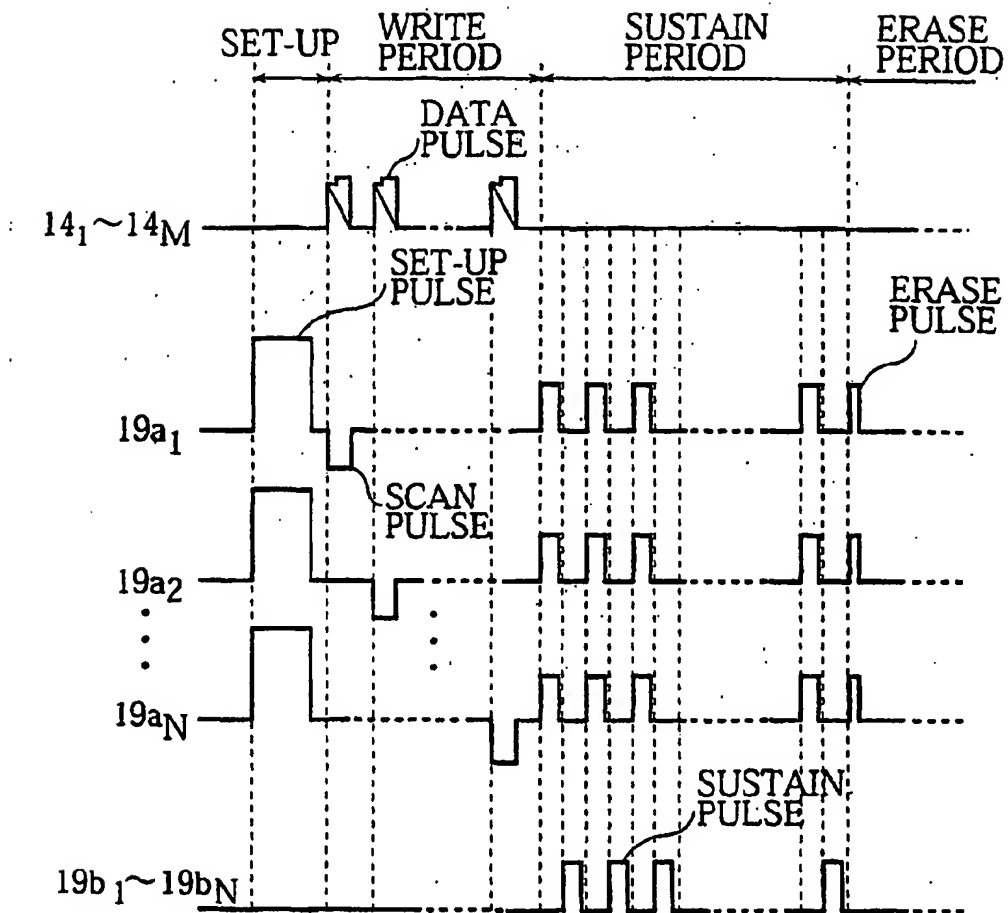 SET-UP
WRITE
PERIOD
SUSTAIN
PERIOD
ERASE
PERIOD
DATA
PULSE
14₁~14M
SET-UP
PULSE
ERASE
PULSE
19a₁
SCAN
PULSE
19a₂
19aN
SUSTAIN
PULSE
19b₁~19bN